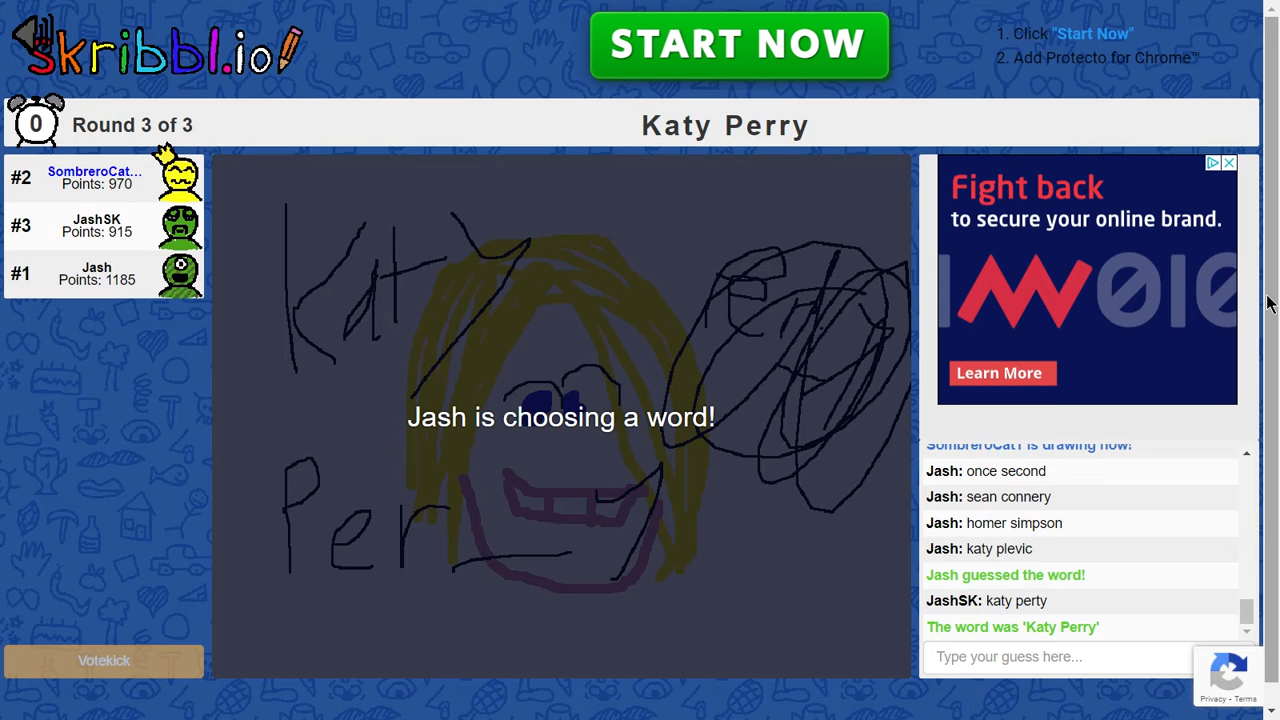 skribbl.io
START NOW
1. Click "Start Now"
2. Add Protecto for Chrome™
0
Round 3 of 3
Katy Perry
#2
SombreroCat...
Points: 970
#3
JashSK
Points: 915
#1
Jash
Points: 1185
Votekick
Katy
Per
Jash is choosing a word!
Fight back
to secure your online brand.
Learn More
SombreroCat1 is drawing now!
Jash: once second
Jash: sean connery
Jash: homer simpson
Jash: katy plevic
Jash guessed the word!
JashSK: katy perty
The word was 'Katy Perry'
Type your guess here...
Privacy - Terms